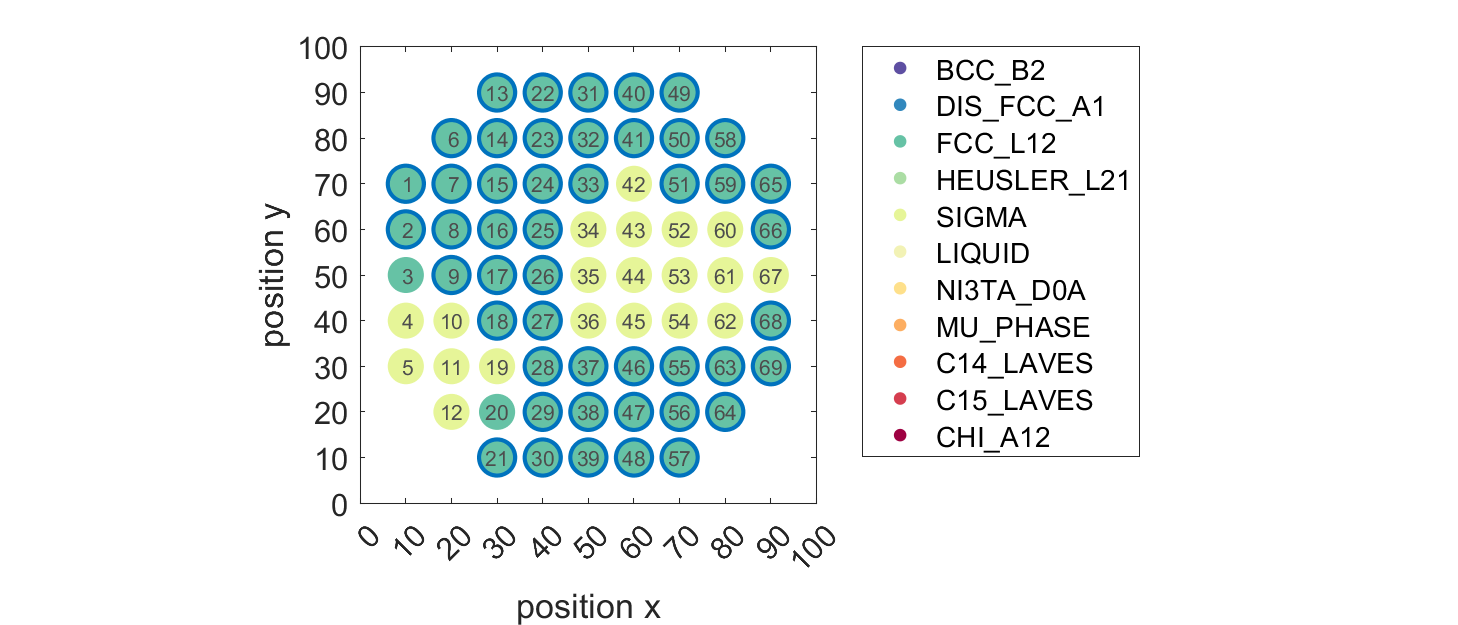 100
90
80
70
60
50
40
30
20
10
0
position y
13 22 31 40 49
6 14 23 32 41 50 58
1 7 15 24 33 42 51 59 65
2 8 16 25 34 43 52 60 66
3 9 17 26 35 44 53 61 67
4 10 18 27 36 45 54 62 68
5 11 19 28 37 46 55 63 69
12 20 29 38 47 56 64
21 30 39 48 57
0 10 20 30 40 50 60 70 80 90 100
position x
BCC_B2
DIS_FCC_A1
FCC_L12
HEUSLER_L21
SIGMA
LIQUID
NI3TA_D0A
MU_PHASE
C14_LAVES
C15_LAVES
CHI_A12